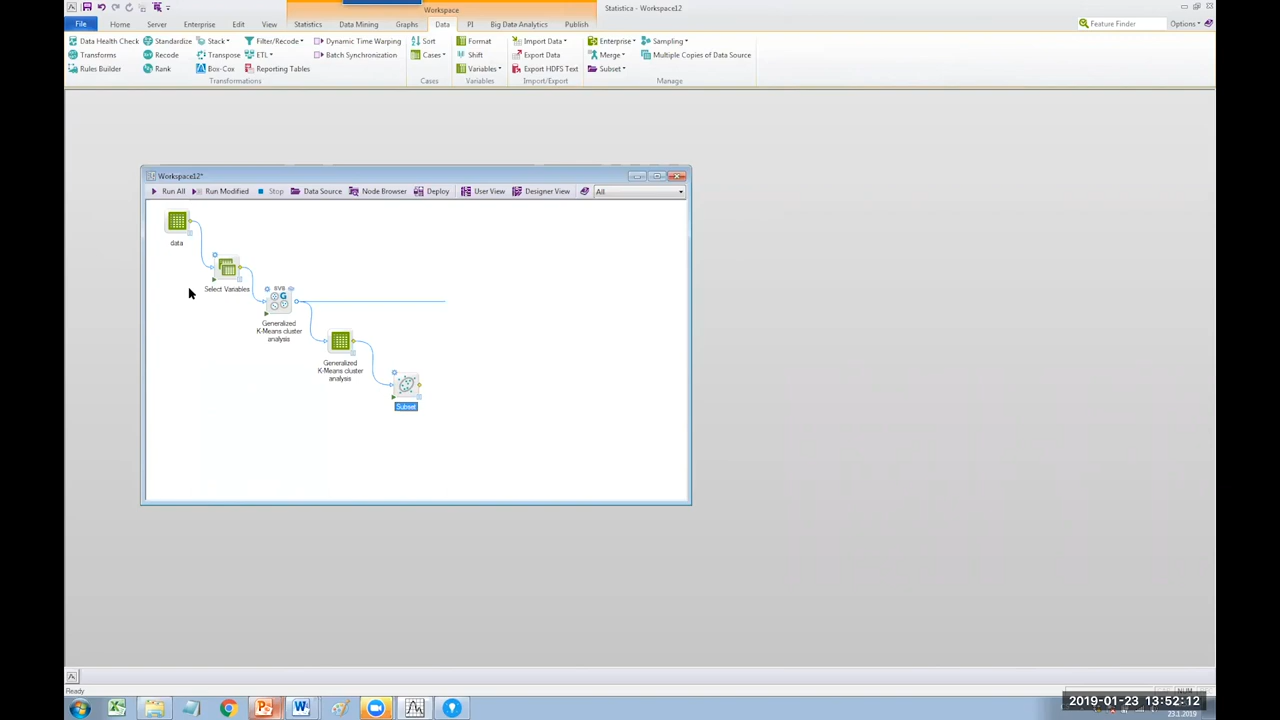 Workspace
Statistica - Workspace12
File Home Server Enterprise Edit View Statistics Data Mining Graphs Data PI Big Data Analytics Publish Feature Finder Options
Data Health Check Standardize Stack Filter/Recode Dynamic Time Warping Sort Format Import Data Enterprise Sampling
Transforms Recode Transpose ETL Batch Synchronization Cases Shift Export Data Merge Multiple Copies of Data Source
Rules Builder Rank Box-Cox Reporting Tables Variables Export HDFS Text Subset
Transformations Cases Variables Import/Export Manage
Workspace12*
Run All Run Modified Stop Data Source Node Browser Deploy User View Designer View All
data
Select Variables
SVB
Generalized
K-Means cluster
analysis
Generalized
K-Means cluster
analysis
Subset
Ready
NUM
2019-01-23 13:52:12
23.1.2019